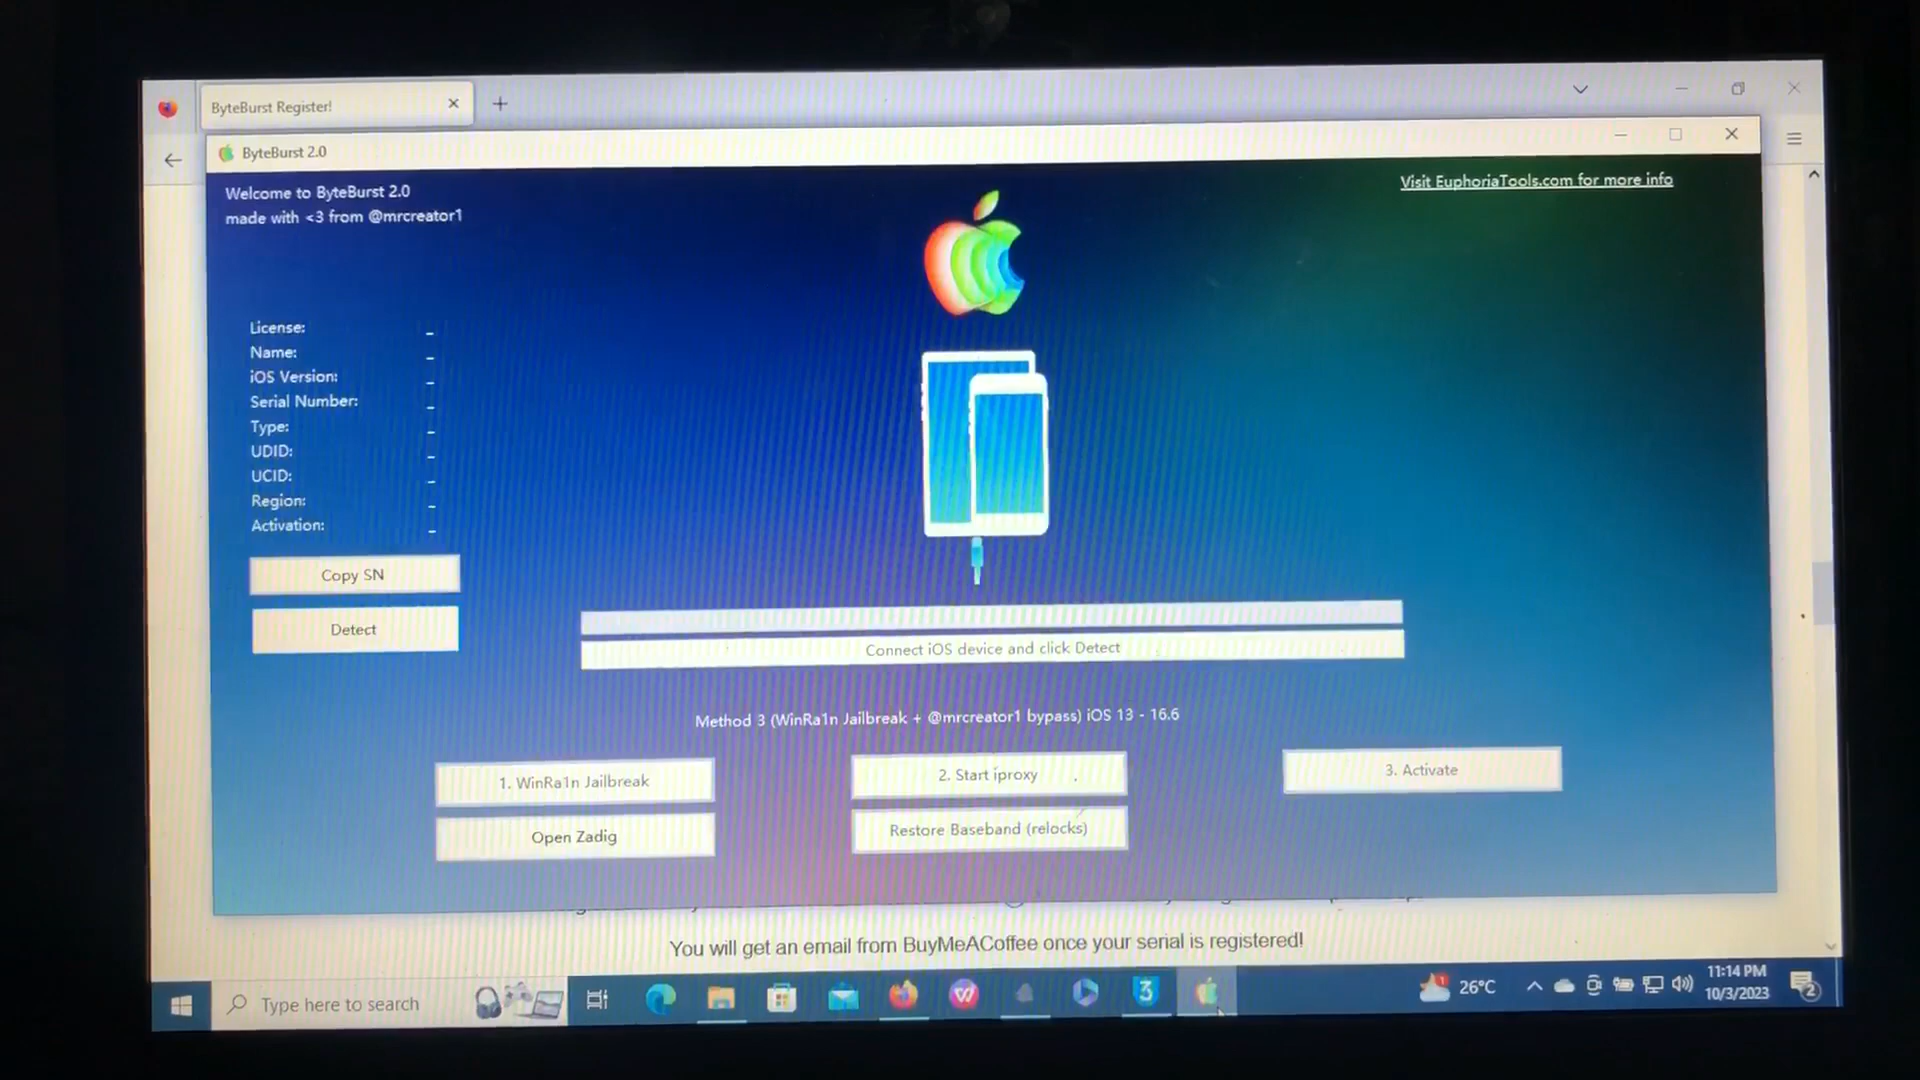 ByteBurst Register!
ByteBurst 2.0
Welcome to ByteBurst 2.0
made with <3 from @mrcreator1
Visit EuphoriaTools.com for more info
License: -
Name: -
iOS Version: -
Serial Number: -
Type: -
UDID: -
UCID: -
Region: -
Activation: -
Copy SN
Detect
Connect iOS device and click Detect
Method 3 (WinRa1n Jailbreak + @mrcreator1 bypass) iOS 13 - 16.6
1. WinRa1n Jailbreak
2. Start iproxy
3. Activate
Open Zadig
Restore Baseband (relocks)
You will get an email from BuyMeACoffee once your serial is registered!
Type here to search
3
1
26°C
11:14 PM
10/3/2023
2